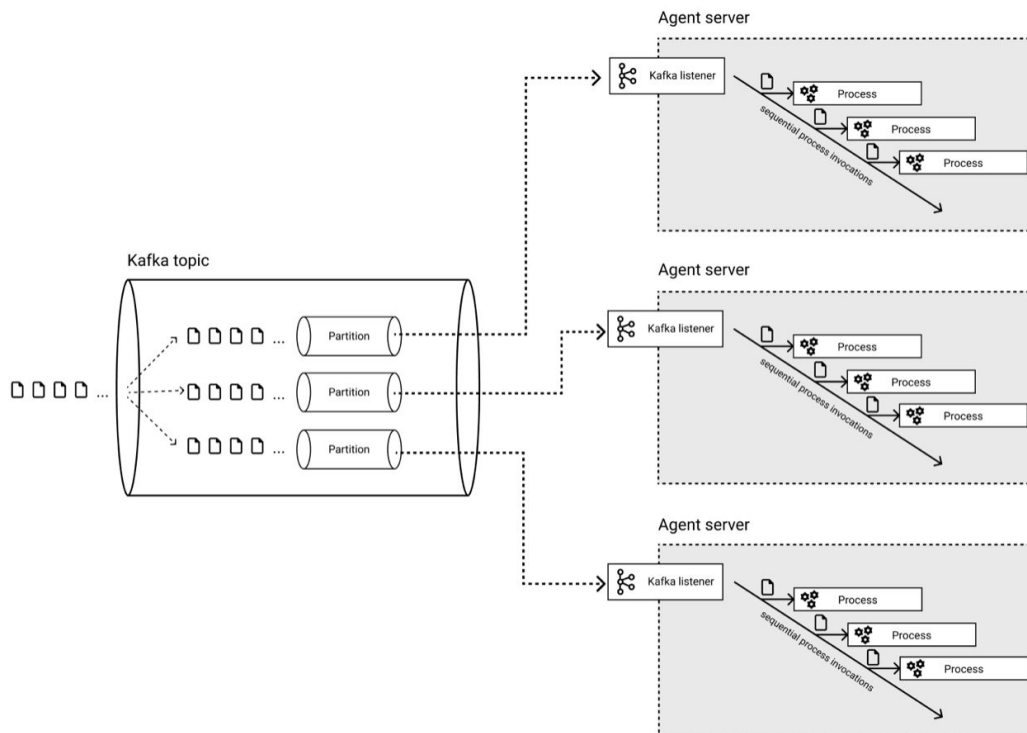 Agent server
Kafka listener
Process
Process
Process
sequential process invocations
Kafka topic
...
...
Partition
...
Partition
...
Partition
Agent server
Kafka listener
Process
Process
Process
sequential process invocations
Agent server
Kafka listener
Process
Process
Process
sequential process invocations